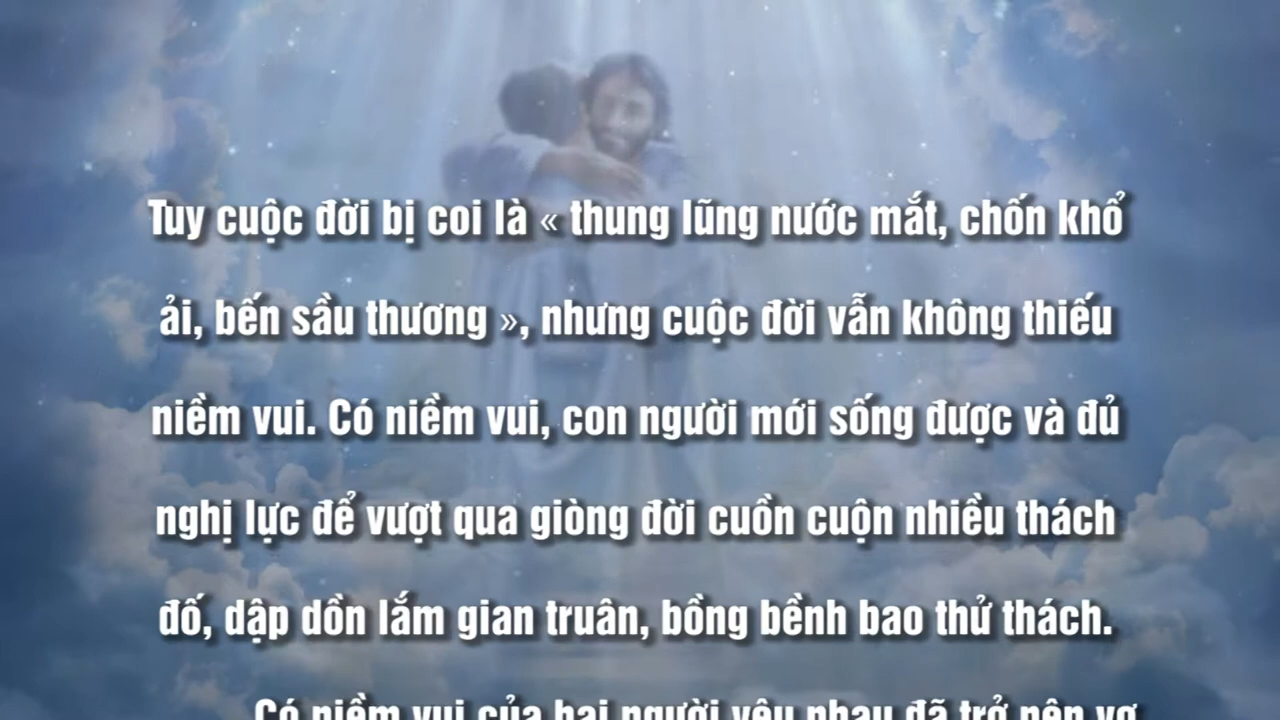 Tuy cuộc đời bị coi là « thung lũng nước mắt, chốn khổ
ải, bến sầu thương », nhưng cuộc đời vẫn không thiếu
niềm vui. Có niềm vui, con người mới sống được và đủ
nghị lực để vượt qua giòng đời cuồn cuộn nhiều thách
đố, dập dồn lắm gian truân, bồng bềnh bao thử thách.
Có niềm vui của hai người yêu nhau đã trở nên vợ